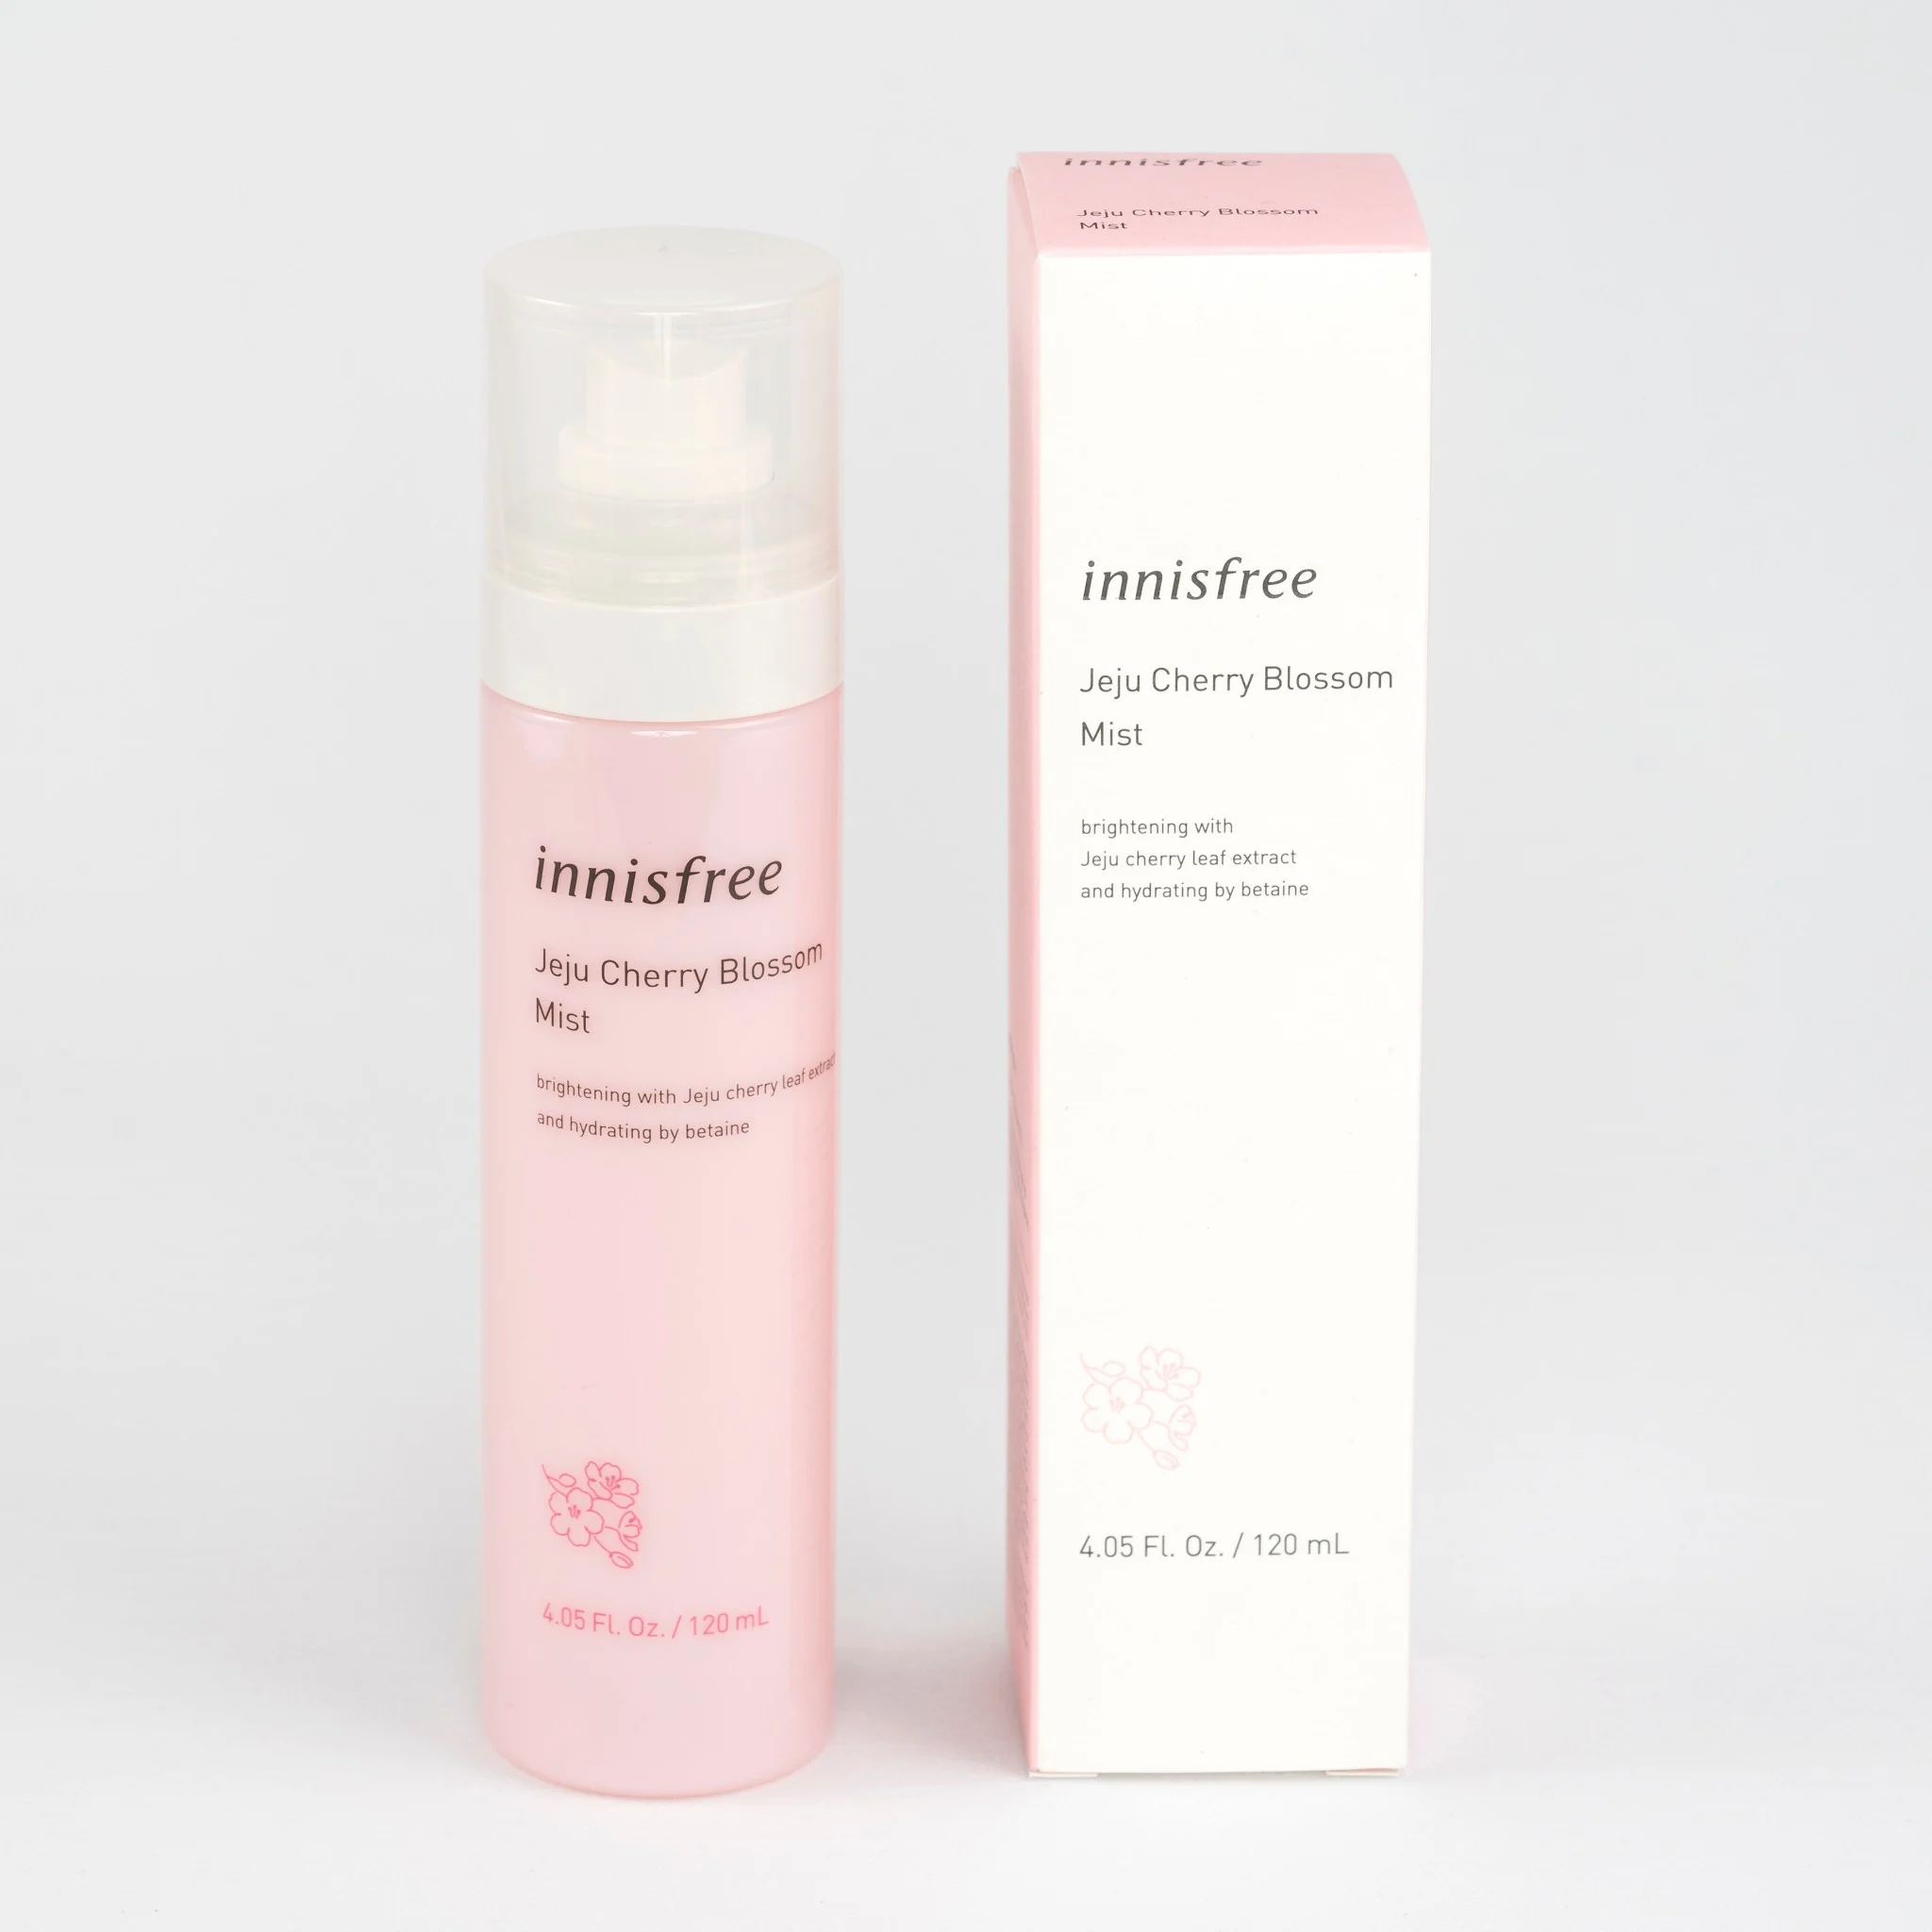 innisfree
Jeju Cherry Blossom
Mist
brightening with Jeju cherry leaf extract
and hydrating by betaine
4.05 Fl. Oz. / 120 mL
innisfree
Jeju Cherry Blossom
Mist
innisfree
Jeju Cherry Blossom
Mist
brightening with
Jeju cherry leaf extract
and hydrating by betaine
4.05 Fl. Oz. / 120 mL